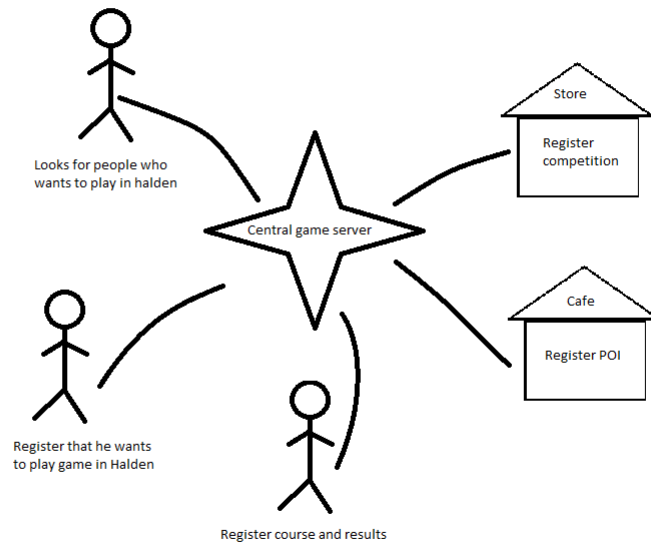 Looks for people who
wants to play in halden
Store
Register
competition
Central game server
Cafe
Register POI
Register that he wants
to play game in Halden
Register course and results